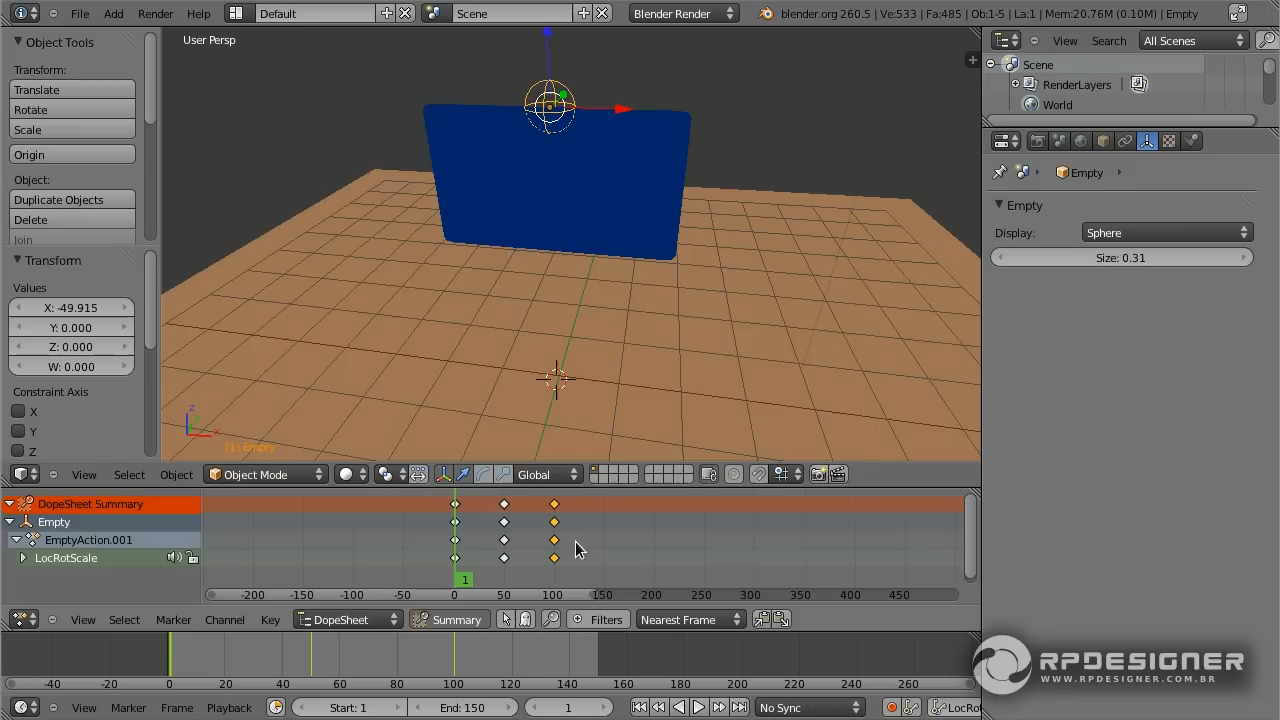 File Add Render Help Default Scene Blender Render blender.org 260.5 | Ve:533 | Fa:485 | Ob:1-5 | La:1 | Mem:20.76M (0.10M) | Empty
Object Tools
Transform:
Translate
Rotate
Scale
Origin
Object:
Duplicate Objects
Delete
Join
Transform
Values
X: -49.915
Y: 0.000
Z: 0.000
W: 0.000
Constraint Axis
X
Y
Z
User Persp
(1) Empty
View Select Object Object Mode Global
DopeSheet Summary
Empty
EmptyAction.001
LocRotScale
1
-200 -150 -100 -50 0 50 100 150 200 250 300 350 400 450
View Select Marker Channel Key DopeSheet Summary Filters Nearest Frame
-40 -20 0 20 40 60 80 100 120 140 160 180 200 220 240 260
View Marker Frame Playback Start: 1 End: 150 1 No Sync LocRo
View Search All Scenes
Scene
RenderLayers
World
Empty
Empty
Display: Sphere
Size: 0.31
RPDESIGNER
WWW.RPDESIGNER.COM.BR